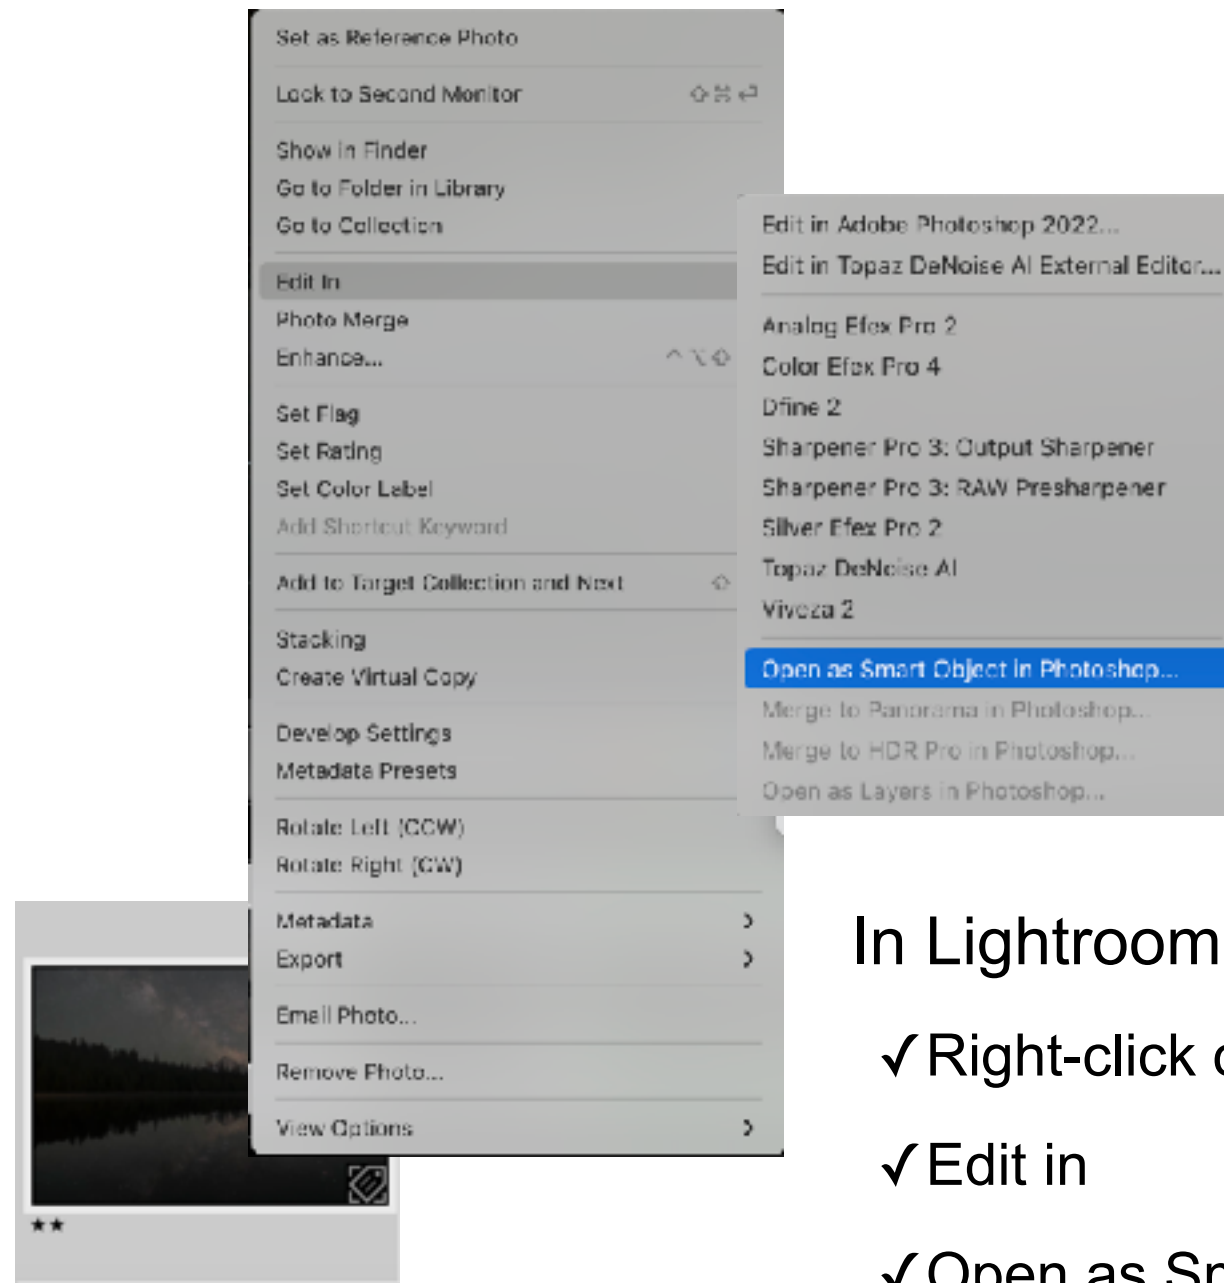 Set as Reference Photo
Lock to Second Monitor ⇧⌘⏎
Show in Finder
Go to Folder in Library
Go to Collection
Edit In
Photo Merge
Enhance... ^⌥⇧
Set Flag
Set Rating
Set Color Label
Add Shortcut Keyword
Add to Target Collection and Next ⇧
Stacking
Create Virtual Copy
Develop Settings
Metadata Presets
Rotate Left (CCW)
Rotate Right (CW)
Metadata
Export
Email Photo...
Remove Photo...
View Options
Edit in Adobe Photoshop 2022...
Edit in Topaz DeNoise AI External Editor...
Analog Efex Pro 2
Color Efex Pro 4
Dfine 2
Sharpener Pro 3: Output Sharpener
Sharpener Pro 3: RAW Presharpener
Silver Efex Pro 2
Topaz DeNoise AI
Viveza 2
Open as Smart Object in Photoshop...
Merge to Panorama in Photoshop...
Merge to HDR Pro in Photoshop...
Open as Layers in Photoshop...
In Lightroom
✓Right-click
✓Edit in
✓Open as